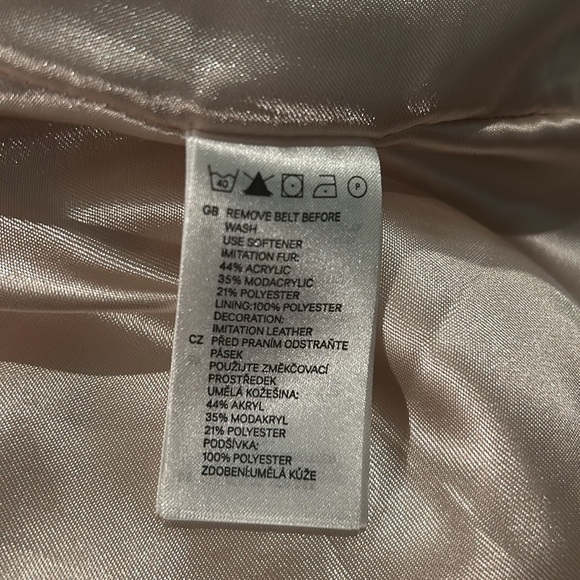 40 P
GB REMOVE BELT BEFORE
WASH
USE SOFTENER
IMITATION FUR:
44% ACRYLIC
35% MODACRYLIC
21% POLYESTER
LINING:100% POLYESTER
DECORATION:
IMITATION LEATHER
CZ PŘED PRANÍM ODSTRAŇTE
PÁSEK
POUŽIJTE ZMĚKČOVACÍ
PROSTŘEDEK
UMĚLÁ KOŽEŠINA:
44% AKRYL
35% MODAKRYL
21% POLYESTER
PODŠÍVKA:
100% POLYESTER
ZDOBENÍ:UMĚLÁ KŮŽE